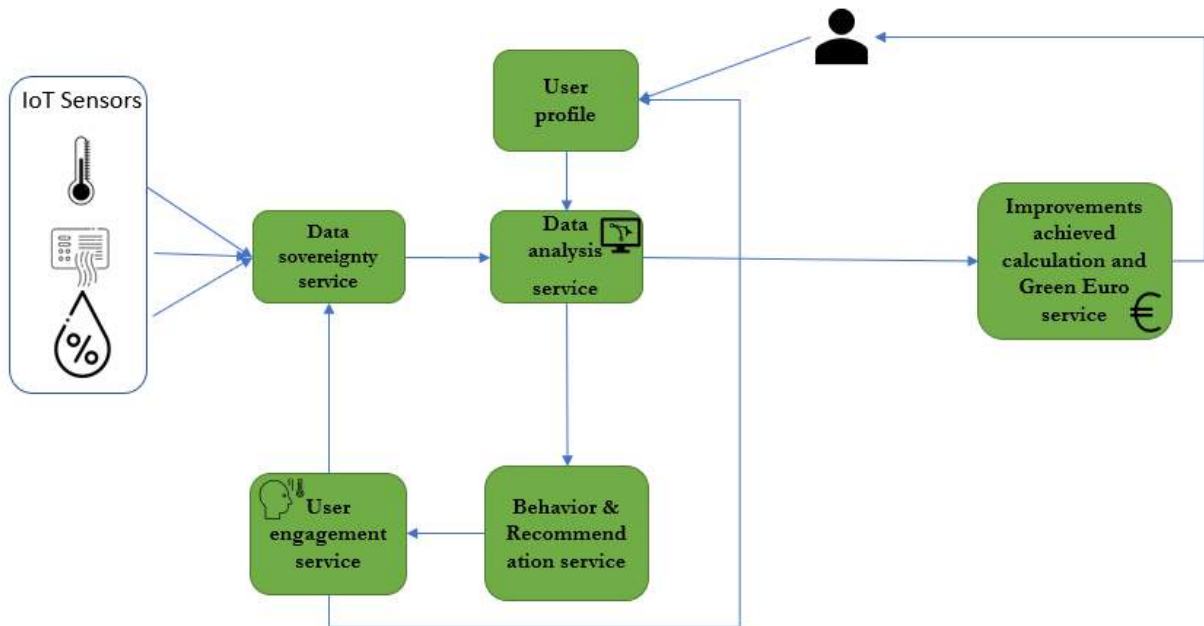 IoT Sensors
%
User
profile
Data
sovereignty
service
Data
analysis
service
Improvements
achieved
calculation and
Green Euro
service
€
User
engagement
service
Behavior &
Recommend
ation service